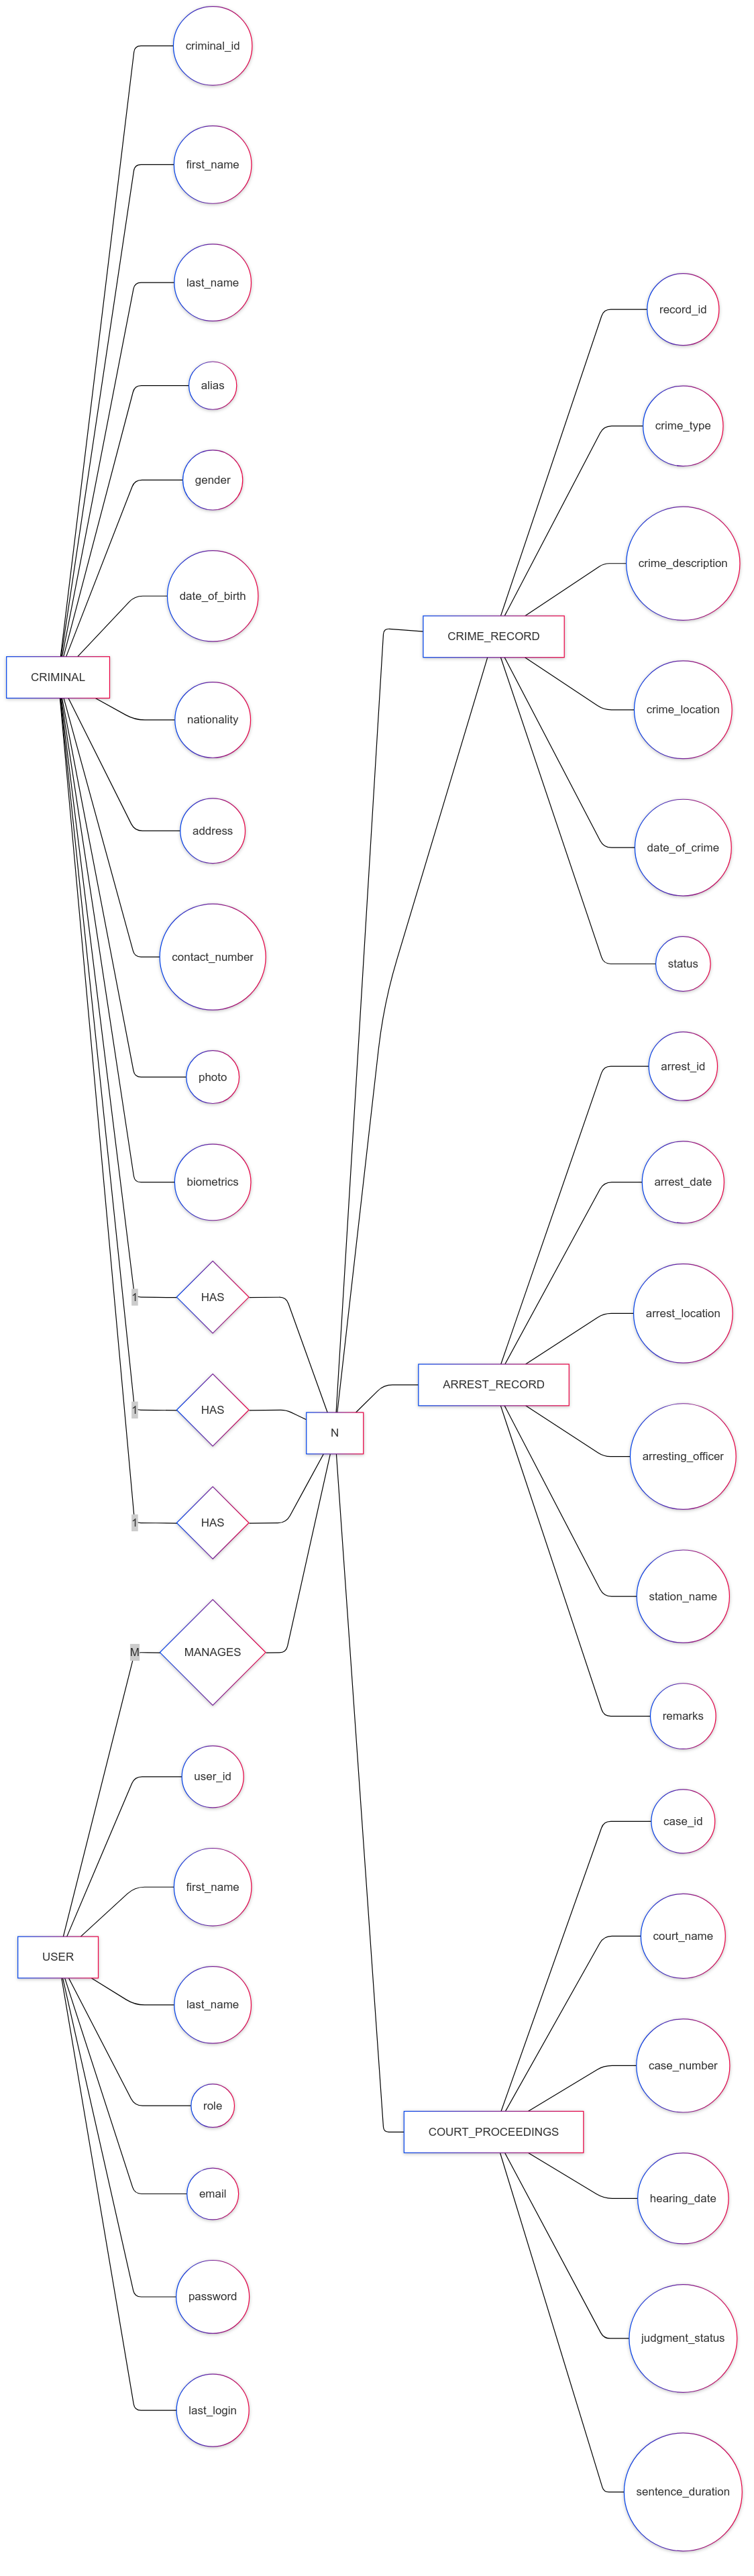 criminal_id
first_name
last_name
alias
gender
date_of_birth
CRIMINAL
nationality
address
contact_number
photo
biometrics
1
HAS
1
HAS
1
HAS
M
MANAGES
N
USER
user_id
first_name
last_name
role
email
password
last_login
CRIME_RECORD
record_id
crime_type
crime_description
crime_location
date_of_crime
status
ARREST_RECORD
arrest_id
arrest_date
arrest_location
arresting_officer
station_name
remarks
COURT_PROCEEDINGS
case_id
court_name
case_number
hearing_date
judgment_status
sentence_duration